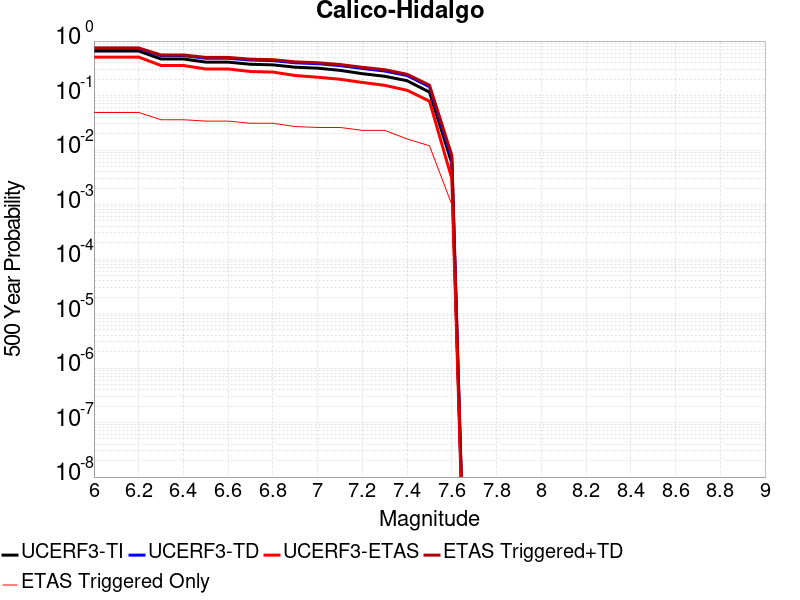 Calico-Hidalgo
500 Year Probability
10^0
10^-1
10^-2
10^-3
10^-4
10^-5
10^-6
10^-7
10^-8
6 6.2 6.4 6.6 6.8 7 7.2 7.4 7.6 7.8 8 8.2 8.4 8.6 8.8 9
Magnitude
UCERF3-TI UCERF3-TD UCERF3-ETAS ETAS Triggered+TD
ETAS Triggered Only